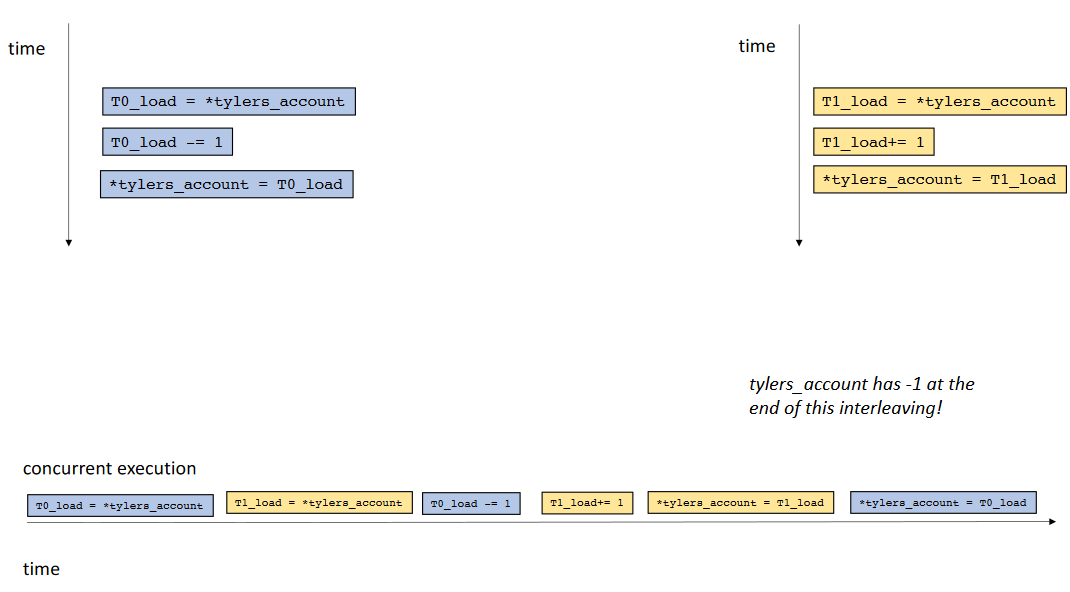 time
T0_load = *tylers_account
T0_load -= 1
*tylers_account = T0_load
time
T1_load = *tylers_account
T1_load+= 1
*tylers_account = T1_load
tylers_account has -1 at the
end of this interleaving!
concurrent execution
T0_load = *tylers_account
T1_load = *tylers_account
T0_load -= 1
T1_load+= 1
*tylers_account = T1_load
*tylers_account = T0_load
time